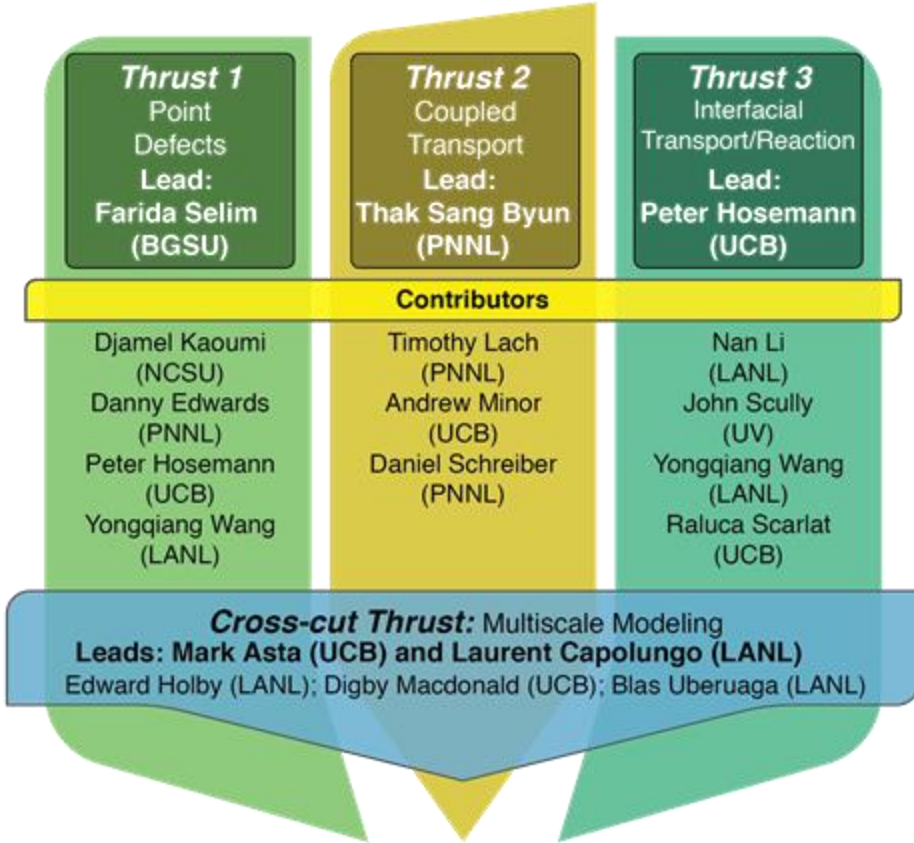 Thrust 1
Point
Defects
Lead:
Farida Selim
(BGSU)
Thrust 2
Coupled
Transport
Lead:
Thak Sang Byun
(PNNL)
Thrust 3
Interfacial
Transport/Reaction
Lead:
Peter Hosemann
(UCB)
Contributors
Djamel Kaoumi
(NCSU)
Danny Edwards
(PNNL)
Peter Hosemann
(UCB)
Yongqiang Wang
(LANL)
Timothy Lach
(PNNL)
Andrew Minor
(UCB)
Daniel Schreiber
(PNNL)
Nan Li
(LANL)
John Scully
(UV)
Yongqiang Wang
(LANL)
Raluca Scarlat
(UCB)
Cross-cut Thrust: Multiscale Modeling
Leads: Mark Asta (UCB) and Laurent Capolungo (LANL)
Edward Holby (LANL); Digby Macdonald (UCB); Blas Uberuaga (LANL)